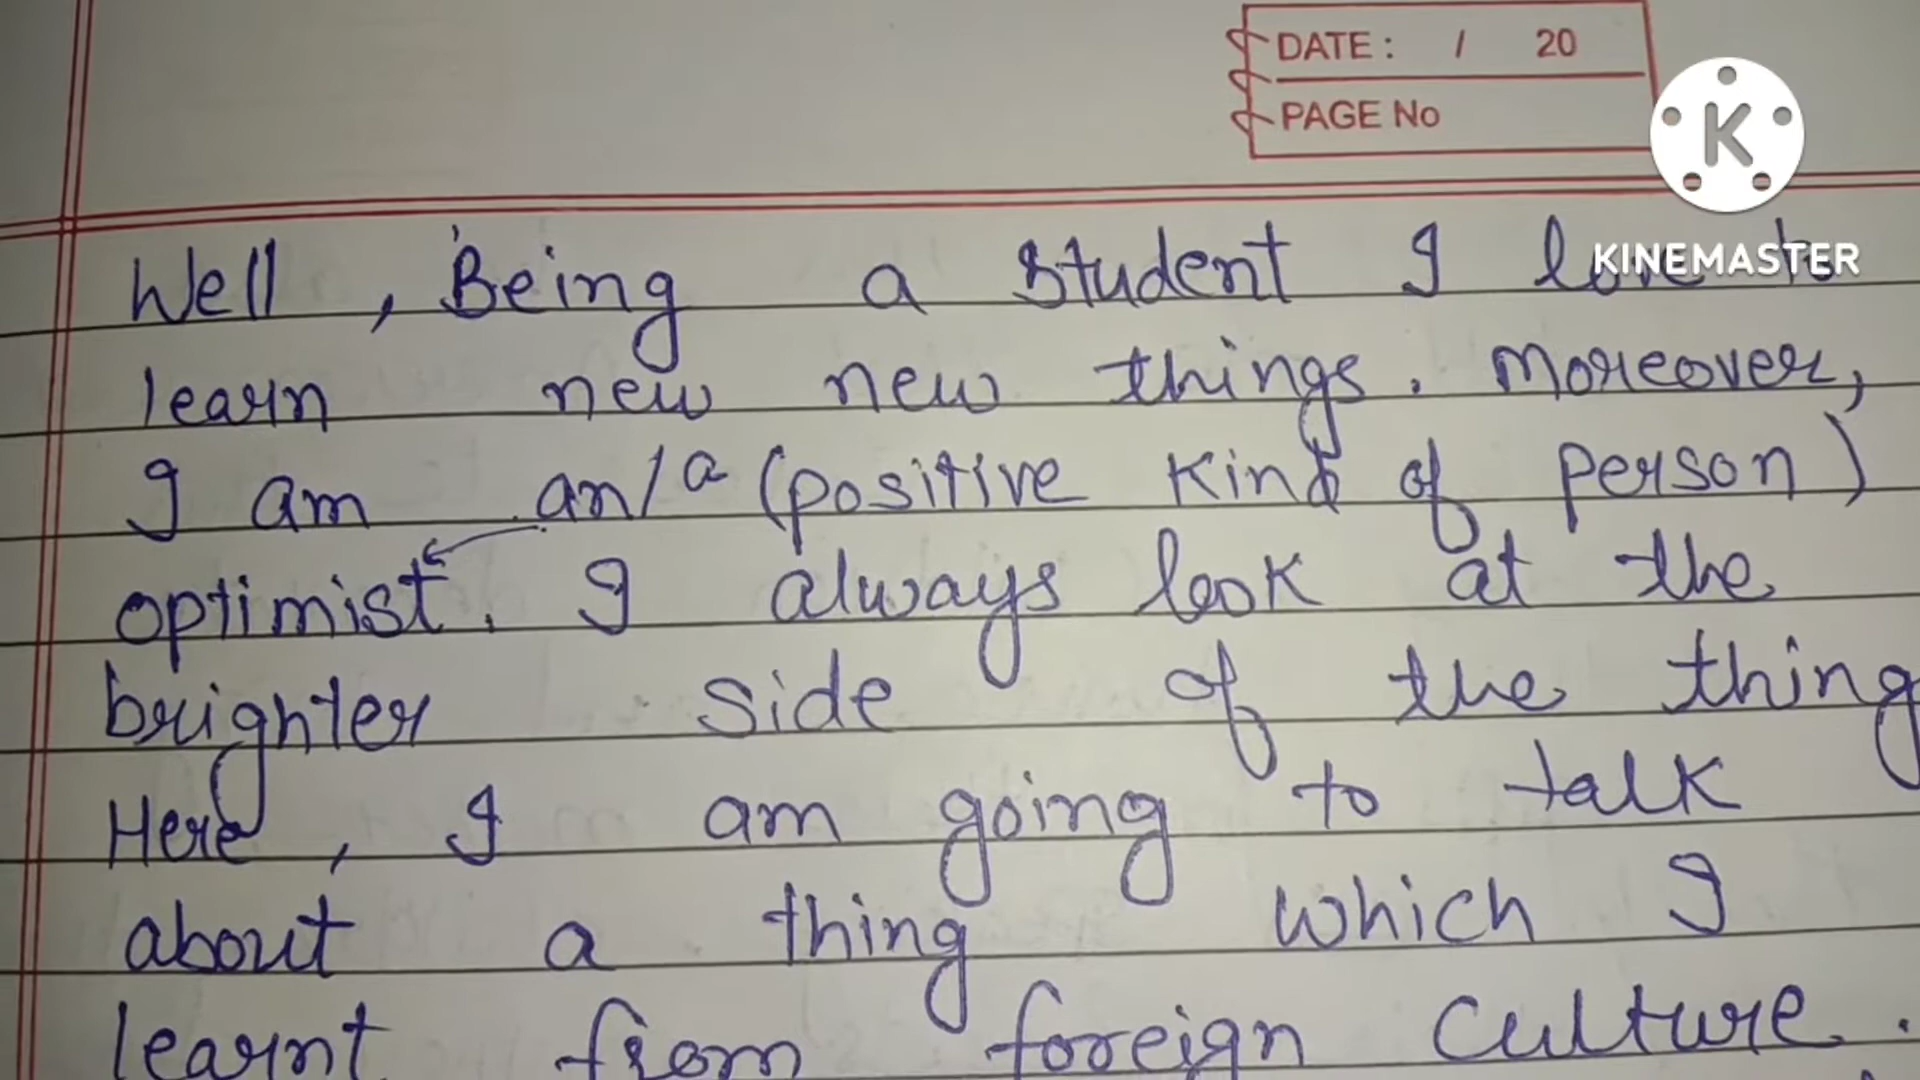 DATE: / 20
PAGE No
K
KINEMASTER
Well, Being a student I love to
learn new new things. Moreover,
I am an/a (positive kind of person)
optimist. I always look at the
brighter side of the thing
Here, I am going to talk
about a thing which I
learnt from foreign culture.